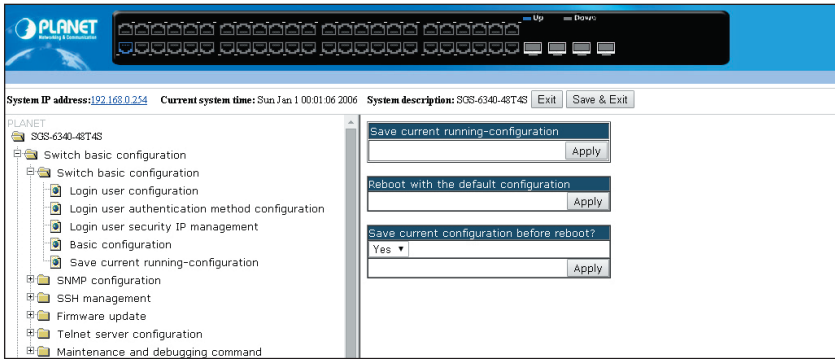 Up Down
PLANET
Networking & Communication
System IP address:192.168.0.254 Current system time: Sun Jan 1 00:01:06 2006 System description: SGS-6340-48T4S Exit Save & Exit
PLANET
SGS-6340-48T4S
Switch basic configuration
Switch basic configuration
Login user configuration
Login user authentication method configuration
Login user security IP management
Basic configuration
Save current running-configuration
SNMP configuration
SSH management
Firmware update
Telnet server configuration
Maintenance and debugging command
Save current running-configuration
Apply
Reboot with the default configuration
Apply
Save current configuration before reboot?
Yes
Apply